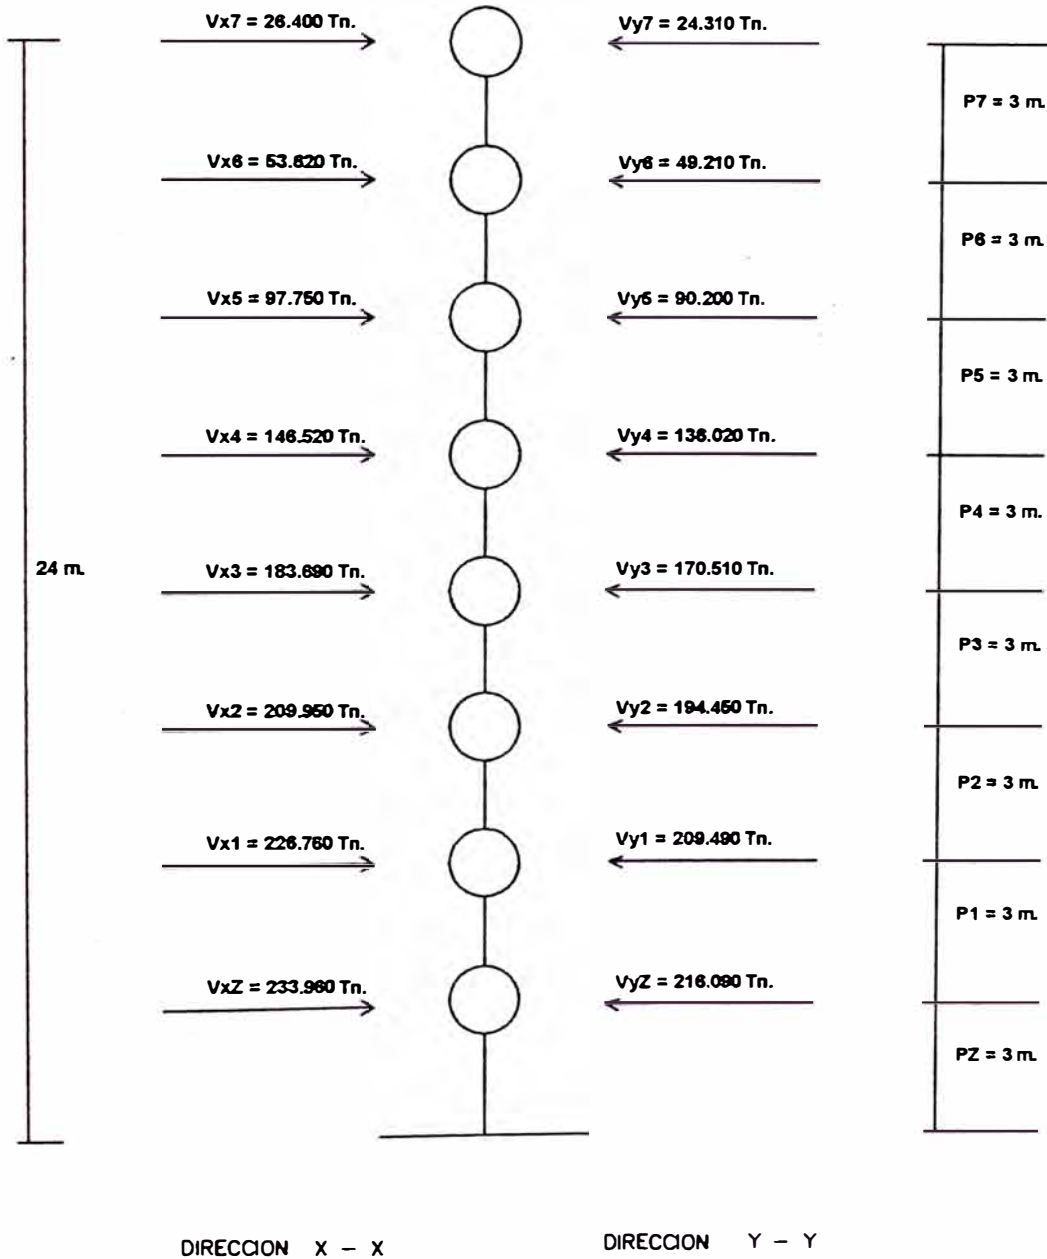 Vx7 = 26.400 Tn.
Vy7 = 24.310 Tn.
P7 = 3 m.
Vx6 = 53.620 Tn.
Vy6 = 49.210 Tn.
P6 = 3 m.
Vx5 = 97.750 Tn.
Vy5 = 90.200 Tn.
P5 = 3 m.
Vx4 = 146.520 Tn.
Vy4 = 136.020 Tn.
P4 = 3 m.
24 m.
Vx3 = 183.690 Tn.
Vy3 = 170.510 Tn.
P3 = 3 m.
Vx2 = 209.950 Tn.
Vy2 = 194.450 Tn.
P2 = 3 m.
Vx1 = 226.760 Tn.
Vy1 = 209.490 Tn.
P1 = 3 m.
VxZ = 233.960 Tn.
VyZ = 216.090 Tn.
PZ = 3 m.
DIRECCION X - X
DIRECCION Y - Y